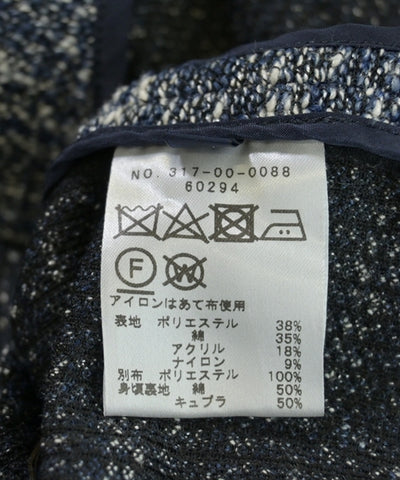 NO. 317-00-0088
60294
F W
アイロンはあて布使用
表地 ポリエステル 38%
綿 35%
アクリル 18%
ナイロン 9%
別布 ポリエステル 100%
身頃裏地 綿 50%
キュプラ 50%